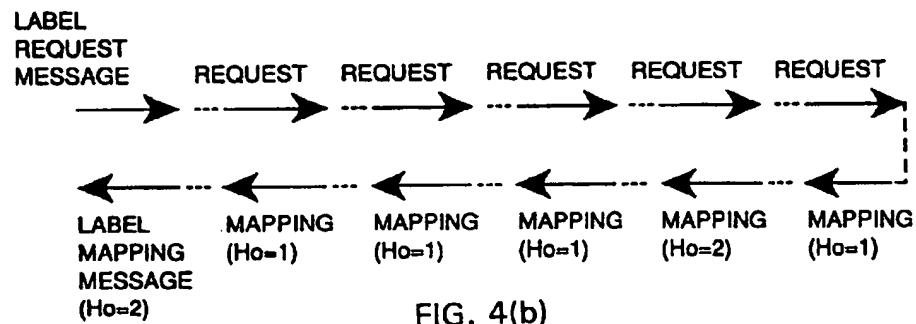 LABEL
REQUEST
MESSAGE
REQUEST
REQUEST
REQUEST
REQUEST
REQUEST
LABEL
MAPPING
MESSAGE
(Ho=2)
MAPPING
(Ho=1)
MAPPING
(Ho=1)
MAPPING
(Ho=1)
MAPPING
(Ho=2)
MAPPING
(Ho=1)
FIG. 4(b)